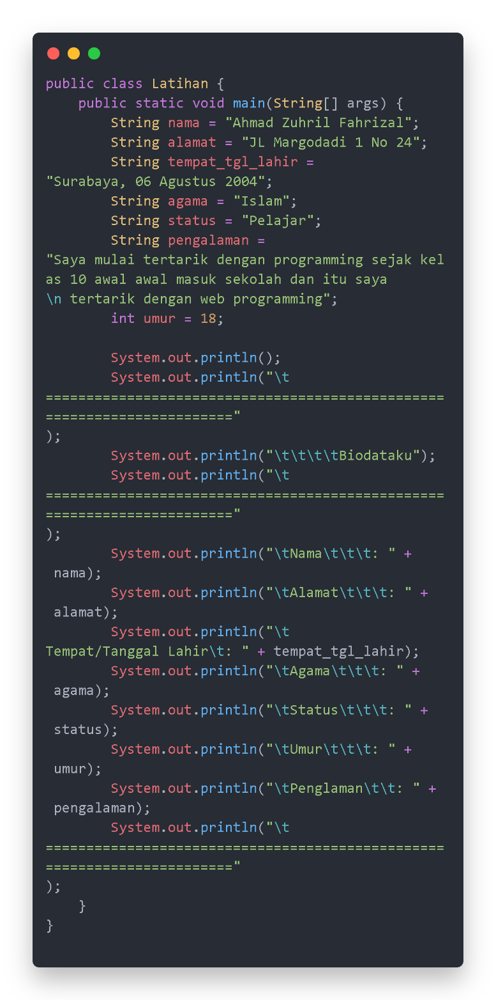 public class Latihan {
    public static void main(String[] args) {
        String nama = "Ahmad Zuhril Fahrizal";
        String alamat = "JL Margodadi 1 No 24";
        String tempat_tgl_lahir =
"Surabaya, 06 Agustus 2004";
        String agama = "Islam";
        String status = "Pelajar";
        String pengalaman =
"Saya mulai tertarik dengan programming sejak kel
as 10 awal awal masuk sekolah dan itu saya
\n tertarik dengan web programming";
        int umur = 18;

        System.out.println();
        System.out.println("\t
=================================================
======================="
);
        System.out.println("\t\t\t\tBiodataku");
        System.out.println("\t
=================================================
======================="
);
        System.out.println("\tNama\t\t\t: " +
 nama);
        System.out.println("\tAlamat\t\t\t: " +
 alamat);
        System.out.println("\t
Tempat/Tanggal Lahir\t: " + tempat_tgl_lahir);
        System.out.println("\tAgama\t\t\t: " +
 agama);
        System.out.println("\tStatus\t\t\t: " +
 status);
        System.out.println("\tUmur\t\t\t: " +
 umur);
        System.out.println("\tPenglaman\t\t: " +
 pengalaman);
        System.out.println("\t
=================================================
======================="
);
    }
}